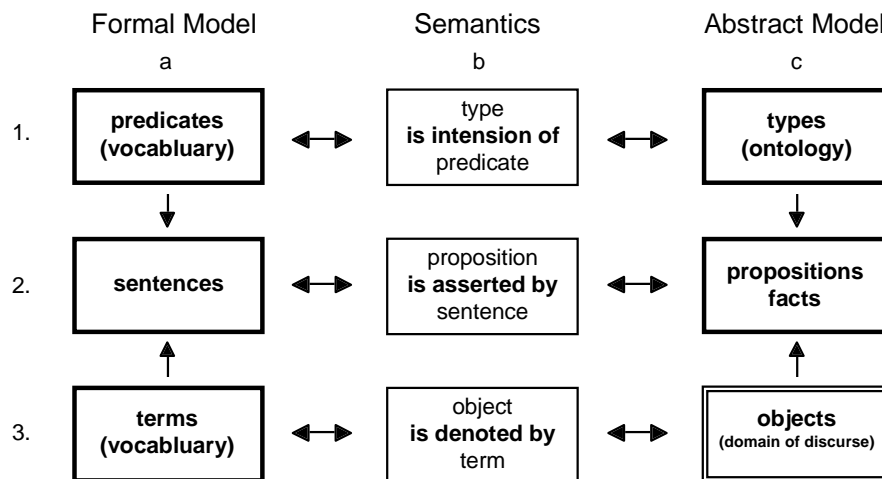 Formal Model Semantics Abstract Model
a b c
1. predicates (vocabluary) type is intension of predicate types (ontology)
2. sentences proposition is asserted by sentence propositions facts
3. terms (vocabluary) object is denoted by term objects (domain of discurse)